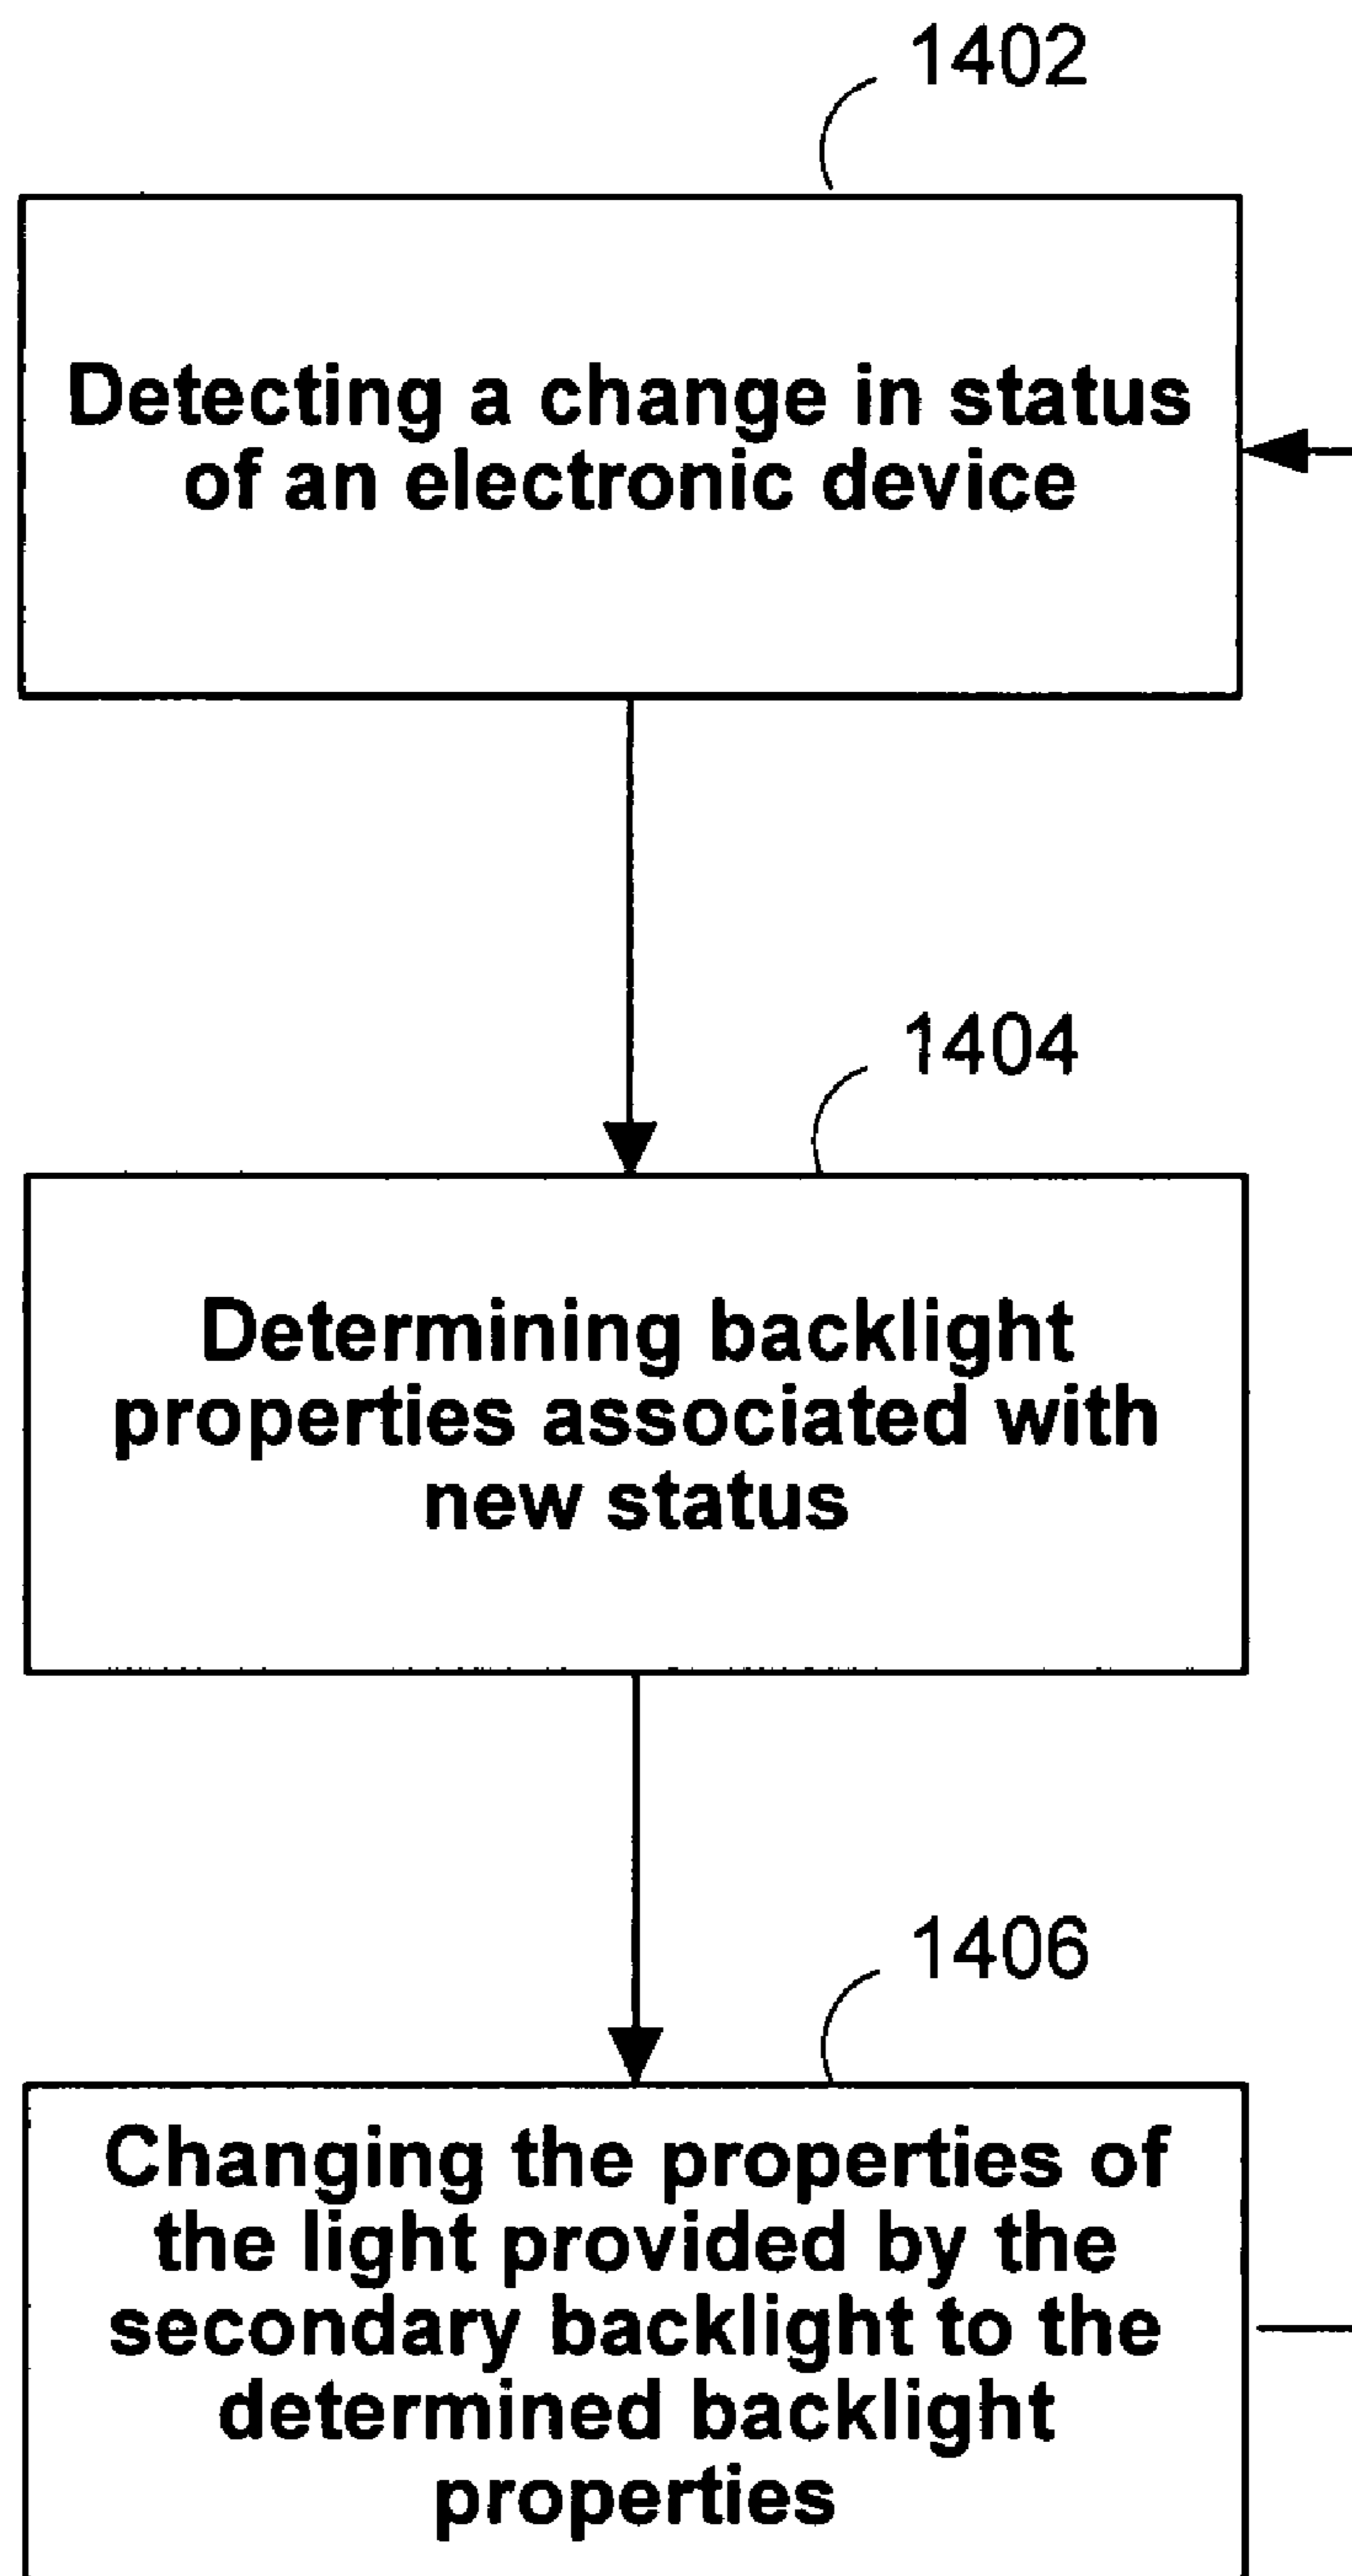 1402
Detecting a change in status
of an electronic device
1404
Determining backlight
properties associated with
new status
1406
Changing the properties of
the light provided by the
secondary backlight to the
determined backlight
properties